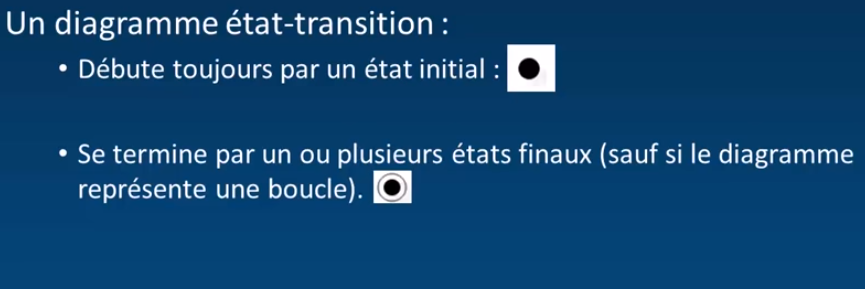 Un diagramme état-transition :
• Débute toujours par un état initial :
• Se termine par un ou plusieurs états finaux (sauf si le diagramme
représente une boucle).